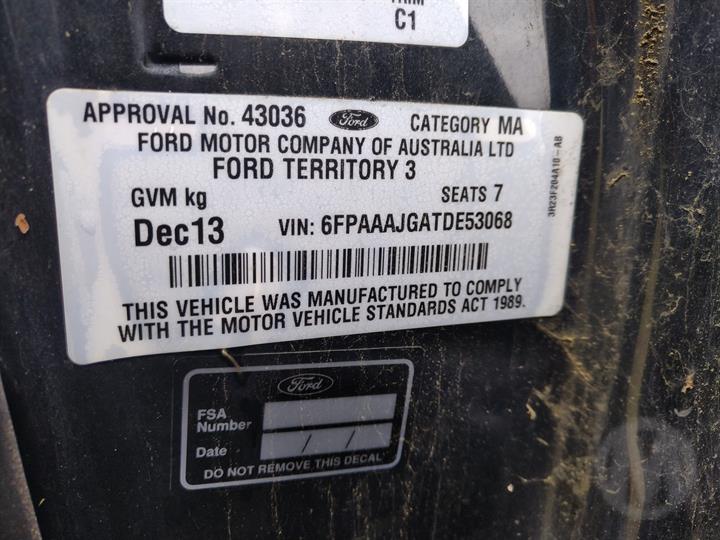 C1
APPROVAL No. 43036 Ford CATEGORY MA
FORD MOTOR COMPANY OF AUSTRALIA LTD
FORD TERRITORY 3
GVM kg SEATS 7
Dec13 VIN: 6FPAAAJGATDE53068
THIS VEHICLE WAS MANUFACTURED TO COMPLY
WITH THE MOTOR VEHICLE STANDARDS ACT 1989.
3R23F204A10-AB
Ford
FSA
Number
Date / /
DO NOT REMOVE THIS DECAL